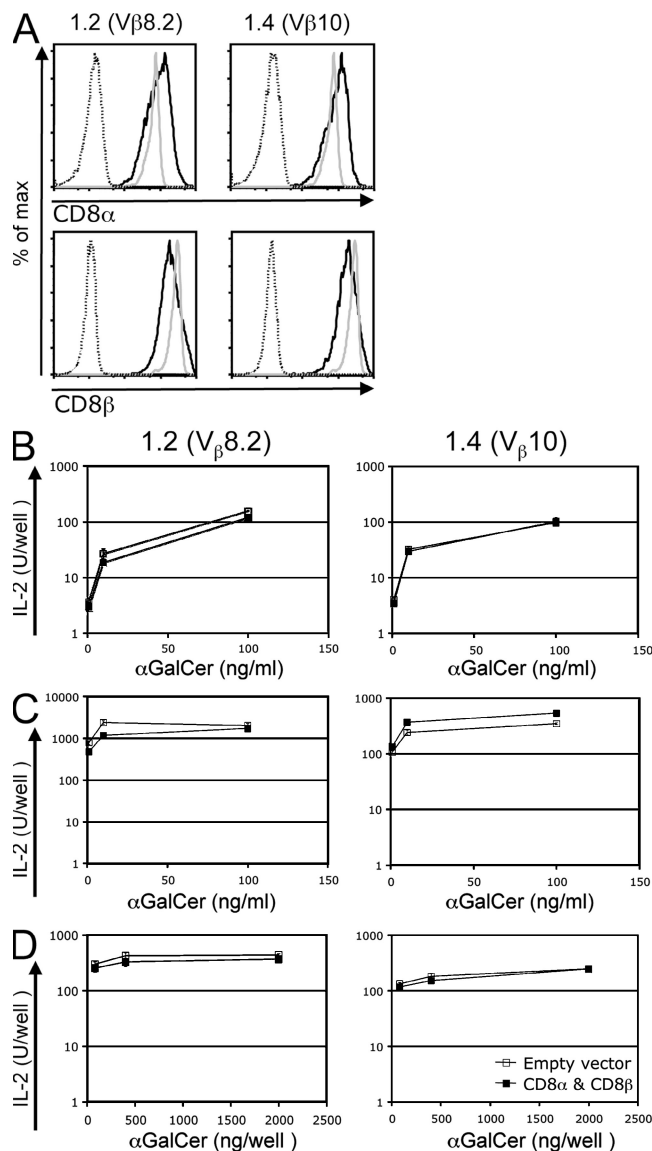 A
1.2 (Vβ8.2)
1.4 (Vβ10)
% of max
CD8α
CD8β
B
1.2 (Vβ8.2)
1.4 (Vβ10)
IL-2 (U/well )
1000
100
10
1
0 50 100 150
αGalCer (ng/ml)
0 50 100 150
αGalCer (ng/ml)
C
IL-2 (U/well )
10000
1000
100
10
1
0 50 100 150
αGalCer (ng/ml)
1000
100
10
1
0 50 100 150
αGalCer (ng/ml)
D
IL-2 (U/well )
1000
100
10
1
0 500 1000 1500 2000 2500
αGalCer (ng/well )
1000
100
10
1
Empty vector
CD8α & CD8β
0 500 1000 1500 2000 2500
αGalCer (ng/well )